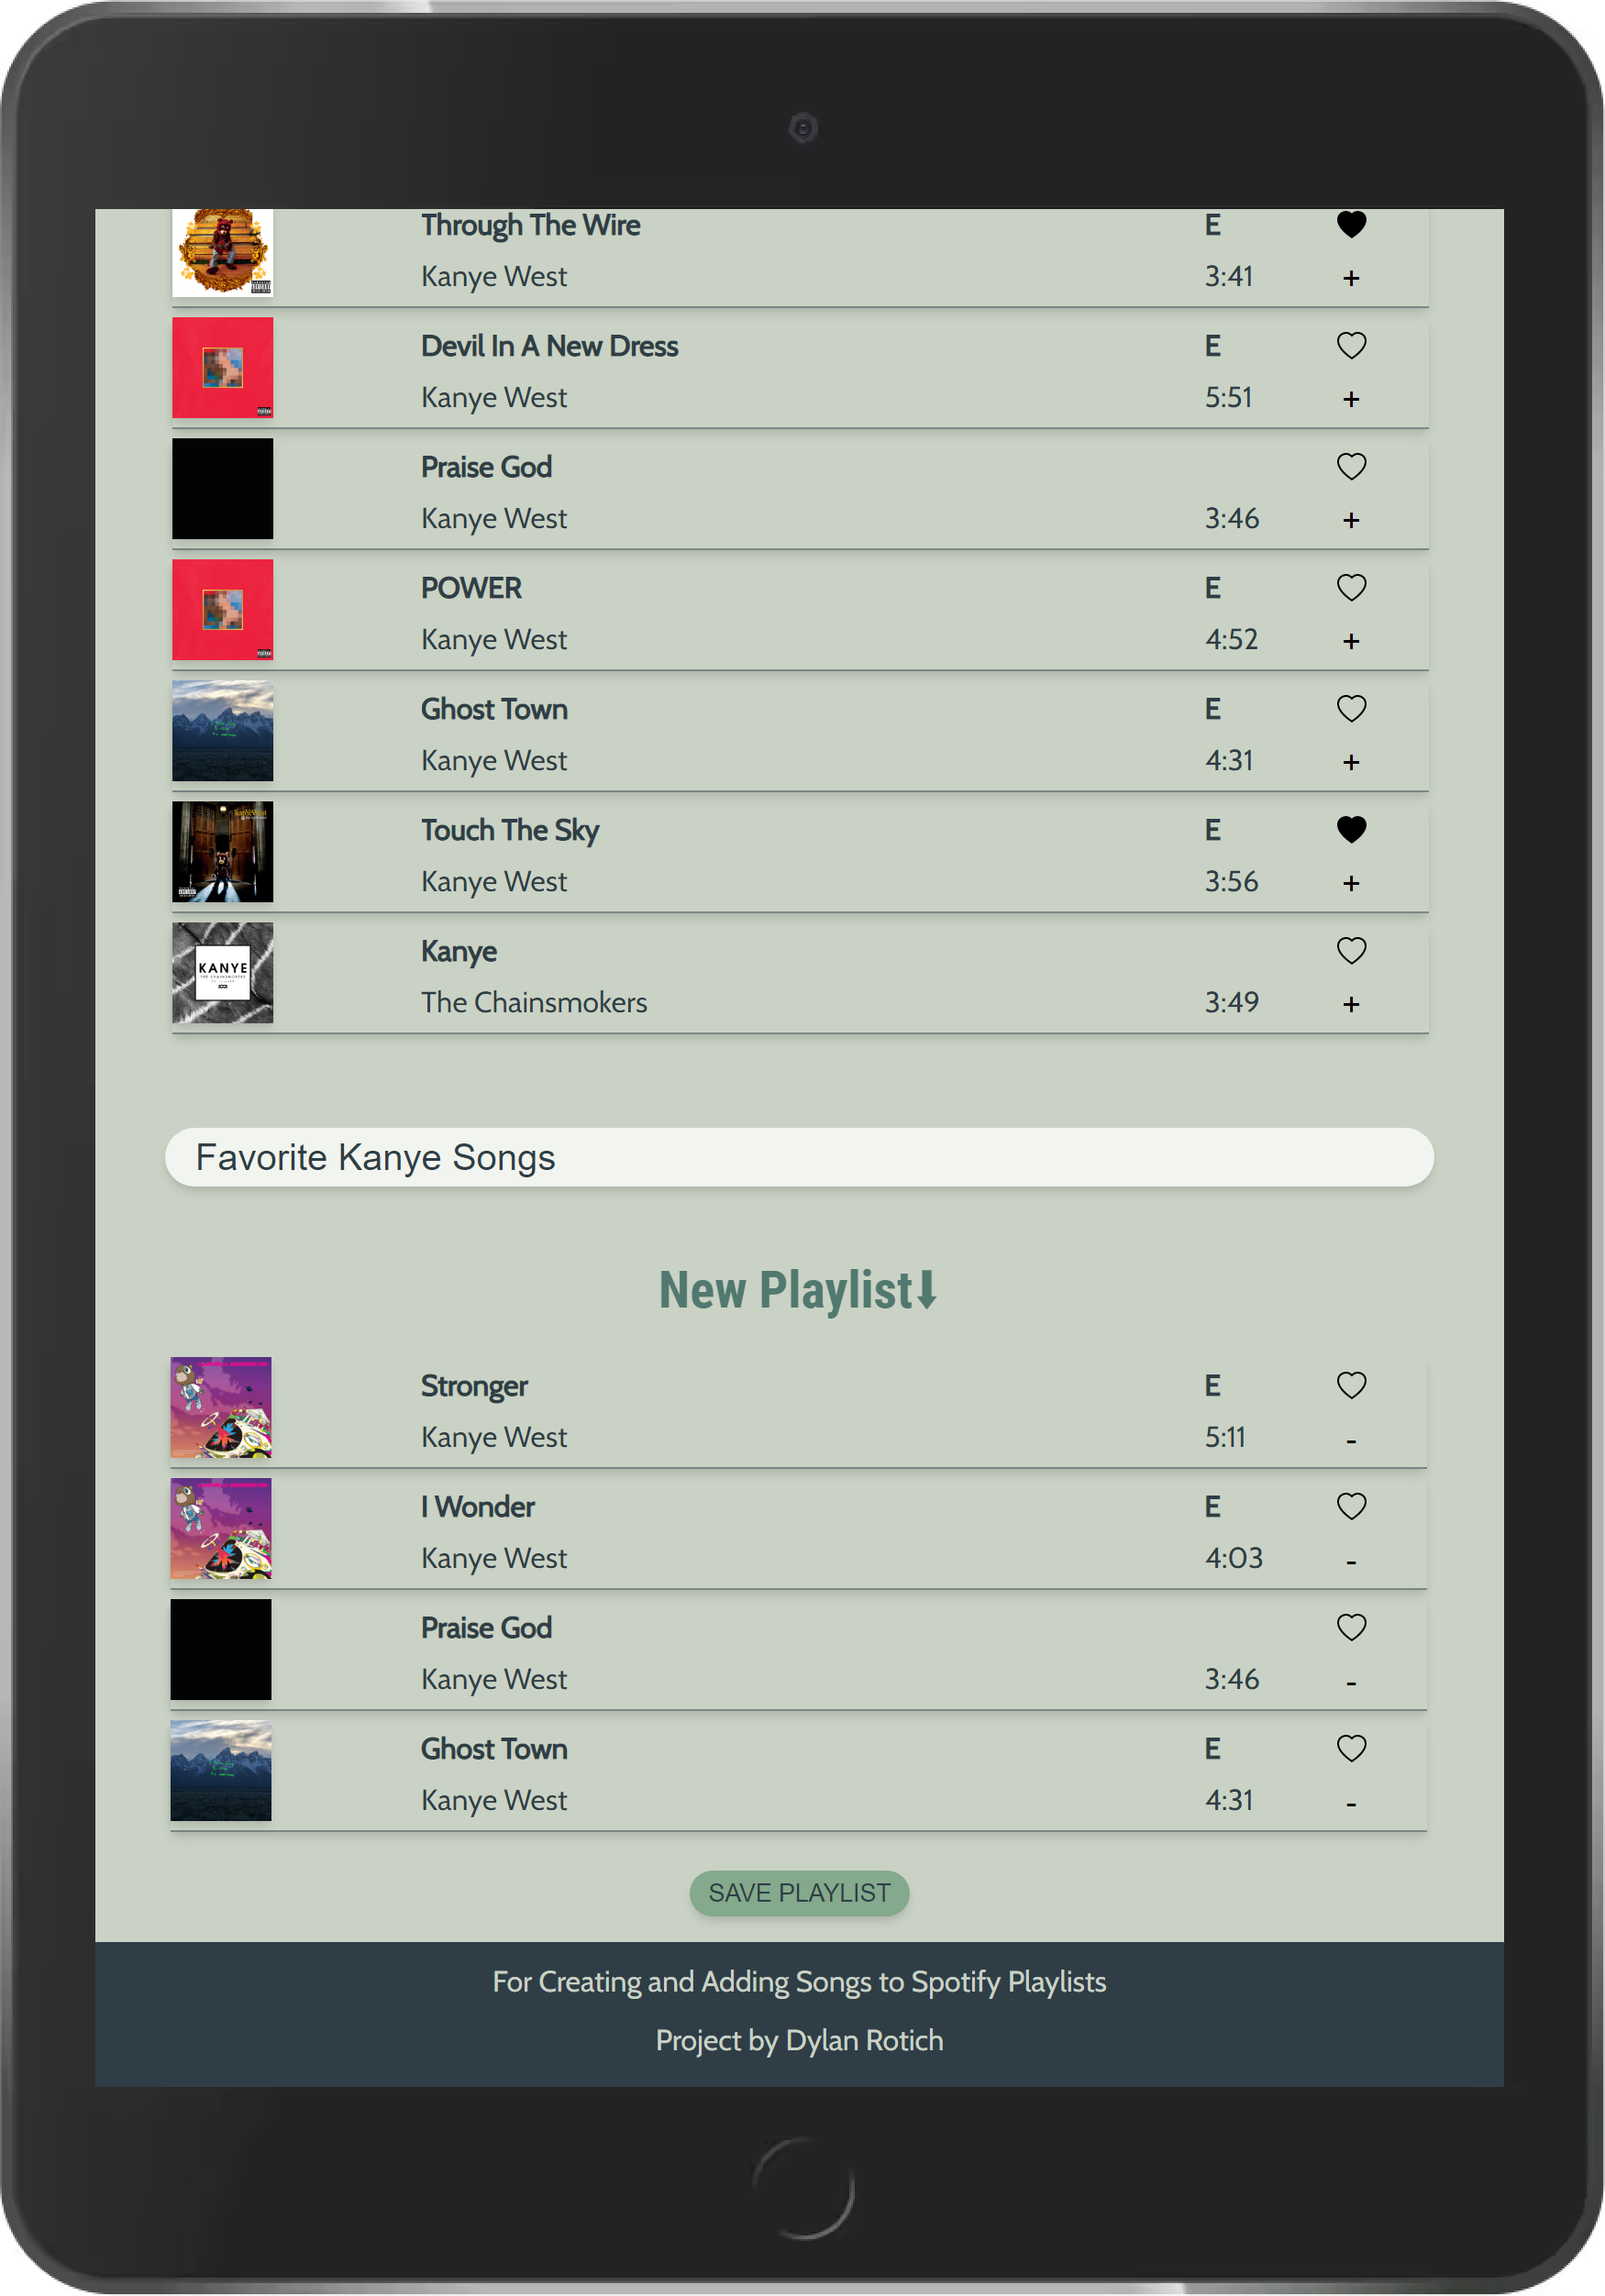 Through The Wire E
Kanye West 3:41 +
Devil In A New Dress E
Kanye West 5:51 +
Praise God
Kanye West 3:46 +
POWER E
Kanye West 4:52 +
Ghost Town E
Kanye West 4:31 +
Touch The Sky E
Kanye West 3:56 +
KANYE
Kanye
The Chainsmokers 3:49 +
Favorite Kanye Songs
New Playlist⬇
Stronger E
Kanye West 5:11 -
I Wonder E
Kanye West 4:03 -
Praise God
Kanye West 3:46 -
Ghost Town E
Kanye West 4:31 -
SAVE PLAYLIST
For Creating and Adding Songs to Spotify Playlists
Project by Dylan Rotich